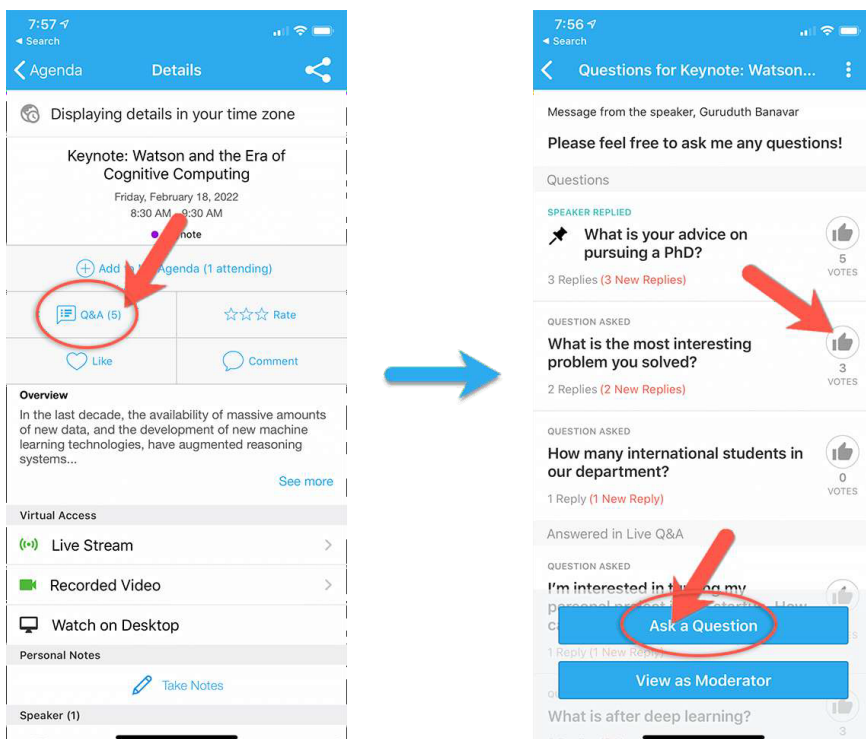 7:57
Search
Agenda
Details
Displaying details in your time zone
Keynote: Watson and the Era of
Cognitive Computing
Friday, February 18, 2022
8:30 AM - 9:30 AM
note
Add Agenda (1 attending)
Q&A (5)
Rate
Like
Comment
Overview
In the last decade, the availability of massive amounts
of new data, and the development of new machine
learning technologies, have augmented reasoning
systems...
See more
Virtual Access
Live Stream
Recorded Video
Watch on Desktop
Personal Notes
Take Notes
Speaker (1)
7:56
Search
Questions for Keynote: Watson...
Message from the speaker, Guruduth Banavar
Please feel free to ask me any questions!
Questions
SPEAKER REPLIED
What is your advice on
pursuing a PhD?
5
VOTES
3 Replies (3 New Replies)
QUESTION ASKED
What is the most interesting
problem you solved?
3
VOTES
2 Replies (2 New Replies)
QUESTION ASKED
How many international students in
our department?
0
VOTES
1 Reply (1 New Reply)
Answered in Live Q&A
QUESTION ASKED
I'm interested in turning my
personal project How
Ask a Question
1 Reply (1 New Reply)
View as Moderator
What is after deep learning?
3